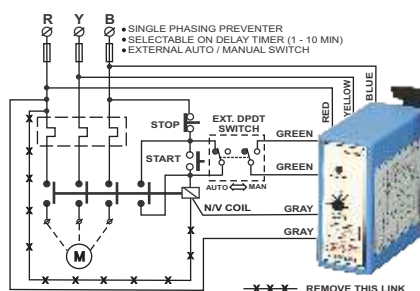 R Y B
• SINGLE PHASING PREVENTER
• SELECTABLE ON DELAY TIMER (1 - 10 MIN)
• EXTERNAL AUTO / MANUAL SWITCH
RED
YELLOW
BLUE
STOP
EXT. DPDT
SWITCH
GREEN
START
GREEN
AUTO MAN
N/V COIL
GRAY
GRAY
M
X X X REMOVE THIS LINK